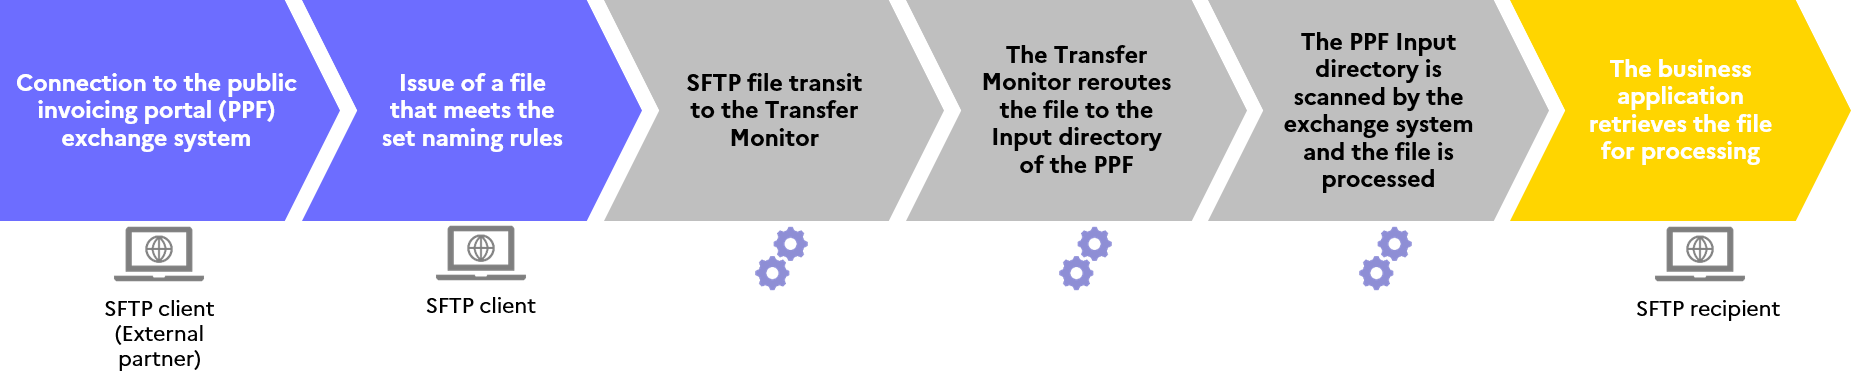 Connection to the public
invoicing portal (PPF)
exchange system
Issue of a file
that meets the
set naming rules
SFTP file transit
to the Transfer
Monitor
The Transfer
Monitor reroutes
the file to the
Input directory
of the PPF
The PPF Input
directory is
scanned by the
exchange system
and the file is
processed
The business
application
retrieves the file
for processing
SFTP client
(External
partner)
SFTP client
SFTP recipient